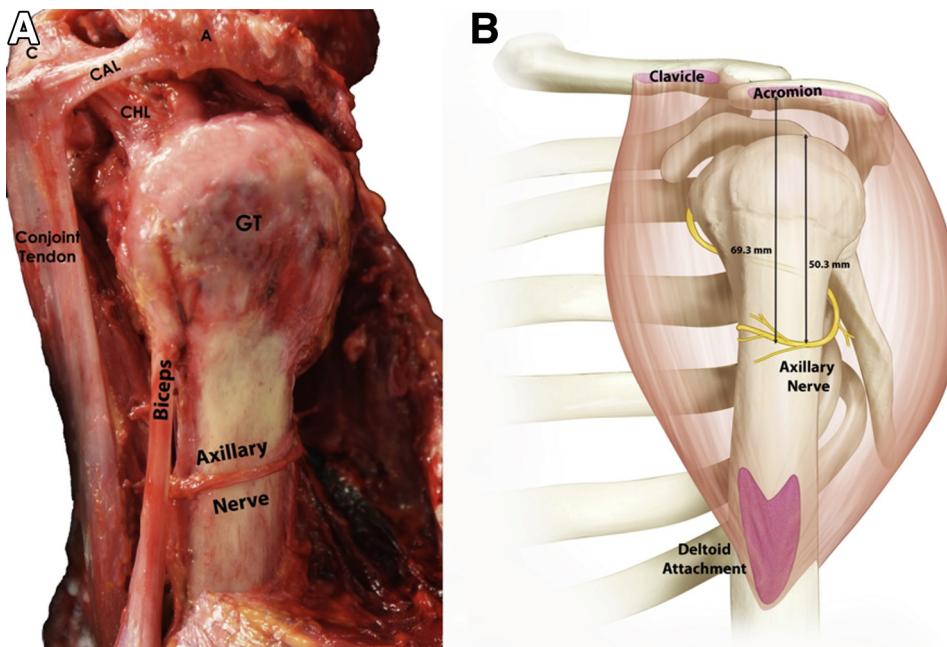 A
C
A
CAL
CHL
GT
Conjoint
Tendon
Biceps
Axillary
Nerve
B
Clavicle
Acromion
69.3 mm
50.3 mm
Axillary
Nerve
Deltoid
Attachment